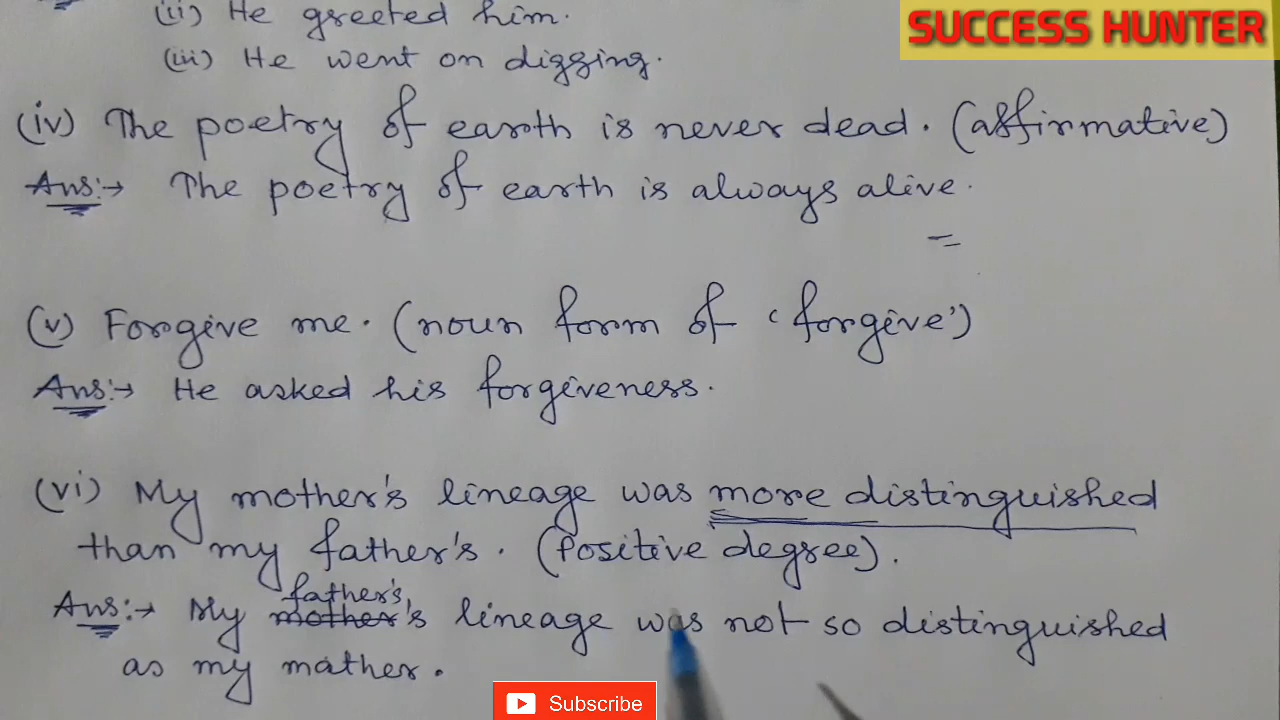 (ii) He greeted him.
SUCCESS HUNTER
(iii) He went on digging.
(iv) The poetry of earth is never dead. (affirmative)
Ans:→ The poetry of earth is always alive.
(v) Forgive me. (noun form of 'forgive')
Ans:→ He asked his forgiveness.
(vi) My mother's lineage was more distinguished
than my father's. (Positive degree).
father's
Ans:→ My mother's lineage was not so distinguished
as my mather.
Subscribe